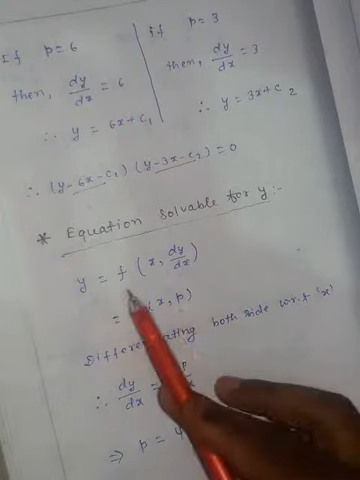 If p = 6
then, dy/dx = 6
∴ y = 6x + c₁
if p = 3
then, dy/dx = 3
∴ y = 3x + c₂
∴ (y - 6x - c₁) (y - 3x - c₂) = 0
* Equation solvable for y :-
y = f (x, dy/dx)
= (x, p)
both side w.r.t 'x'
∴ dy/dx =
⇒ p =